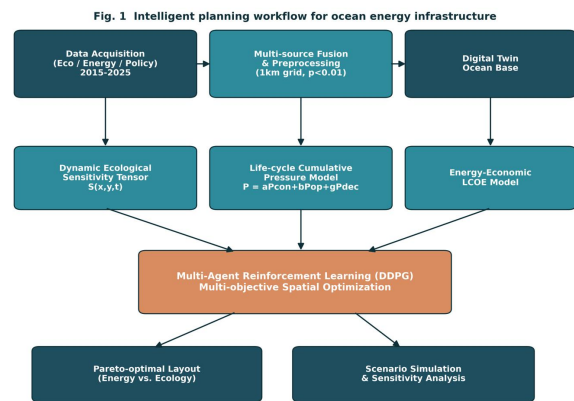 Fig. 1  Intelligent planning workflow for ocean energy infrastructure
Data Acquisition
(Eco / Energy / Policy)
2015-2025
Multi-source Fusion
& Preprocessing
(1km grid, p<0.01)
Digital Twin
Ocean Base
Dynamic Ecological
Sensitivity Tensor
S(x,y,t)
Life-cycle Cumulative
Pressure Model
P = aPcon+bPop+gPdec
Energy-Economic
LCOE Model
Multi-Agent Reinforcement Learning (DDPG)
Multi-objective Spatial Optimization
Pareto-optimal Layout
(Energy vs. Ecology)
Scenario Simulation
& Sensitivity Analysis